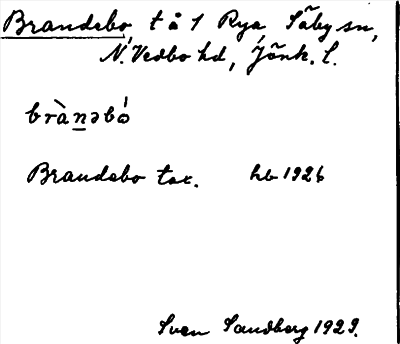 Brandebo, t å 1 Rya, Säby sn,
N. Vedbo hd, Jönk. l.
brànəbó
Brandebo tax. hb 1926
Sven Sandberg 1929.